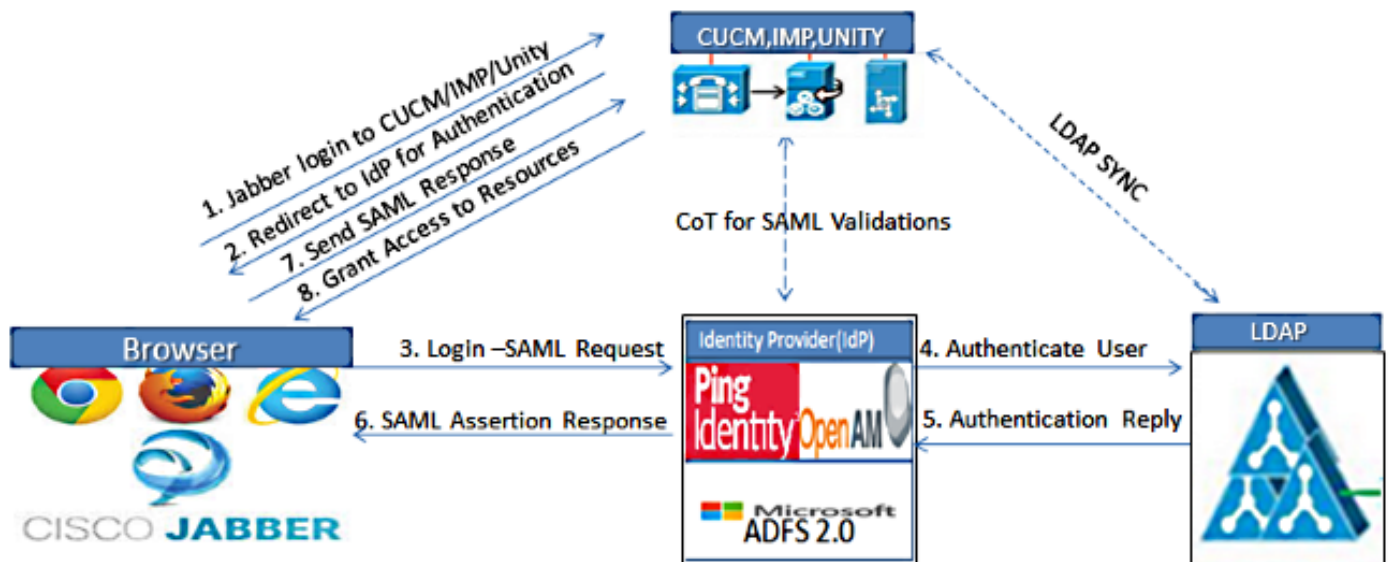 CUCM,IMP,UNITY
1. Jabber login to CUCM/IMP/Unity
2. Redirect to IdP for Authentication
7. Send SAML Response
8. Grant Access to Resources
LDAP SYNC
CoT for SAML Validations
Browser
3. Login –SAML Request
Identity Provider(IdP)
4. Authenticate User
LDAP
Ping
Identity
OpenAM
6. SAML Assertion Response
5. Authentication Reply
CISCO JABBER
Microsoft
ADFS 2.0